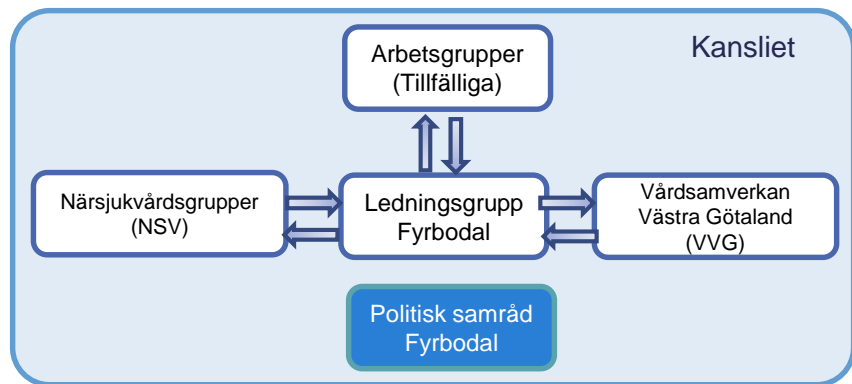 Kansliet
Arbetsgrupper
(Tillfälliga)
Närsjukvårdsgrupper
(NSV)
Ledningsgrupp
Fyrbodal
Vårdsamverkan
Västra Götaland
(VVG)
Politisk samråd
Fyrbodal